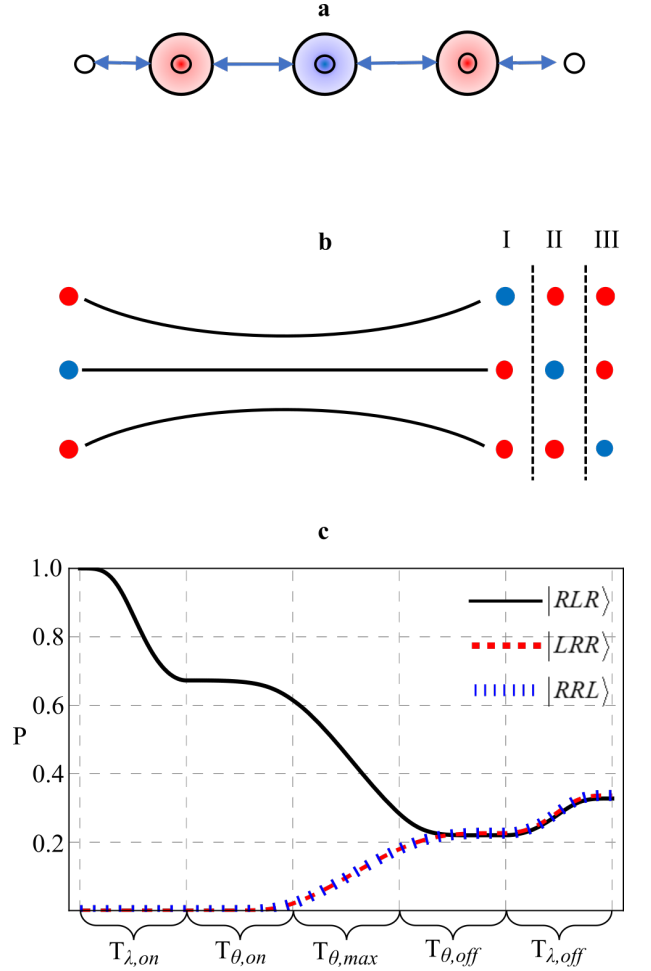 a
b
I II III
c
1.0
0.8
0.6
0.4
0.2
P
|RLR⟩
|LRR⟩
|RRL⟩
T_{λ,on} T_{θ,on} T_{θ,max} T_{θ,off} T_{λ,off}